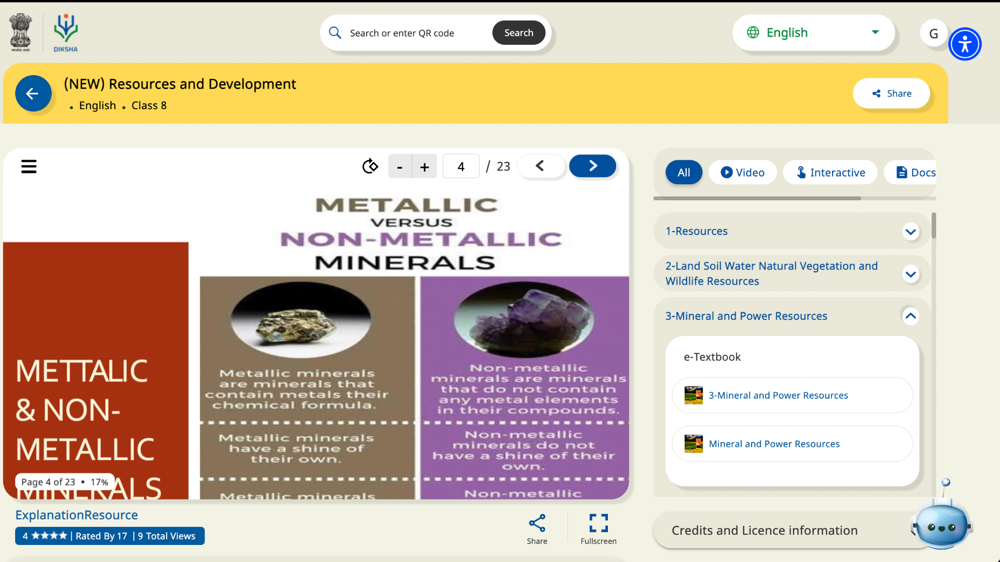 सत्यमेव जयते
DIKSHA
Search or enter QR code
Search
English
G
(NEW) Resources and Development
• English • Class 8
Share
- + 4 / 23
METALLIC
VERSUS
NON-METALLIC
MINERALS
METTALIC
& NON-
METALLIC
MINERALS
Metallic minerals
are minerals that
contain metals their
chemical formula.
Metallic minerals
have a shine of
their own.
Metallic minerals
Non-metallic
minerals are minerals
that do not contain
any metal elements
in their compounds.
Non-metallic
minerals do not
have a shine of their
own.
Non-metallic
Page 4 of 23 • 17%
ExplanationResource
4 ★★★★ | Rated By 17 | 9 Total Views
Share
Fullscreen
All
Video
Interactive
Docs
1-Resources
2-Land Soil Water Natural Vegetation and
Wildlife Resources
3-Mineral and Power Resources
e-Textbook
3-Mineral and Power Resources
Mineral and Power Resources
Credits and Licence information